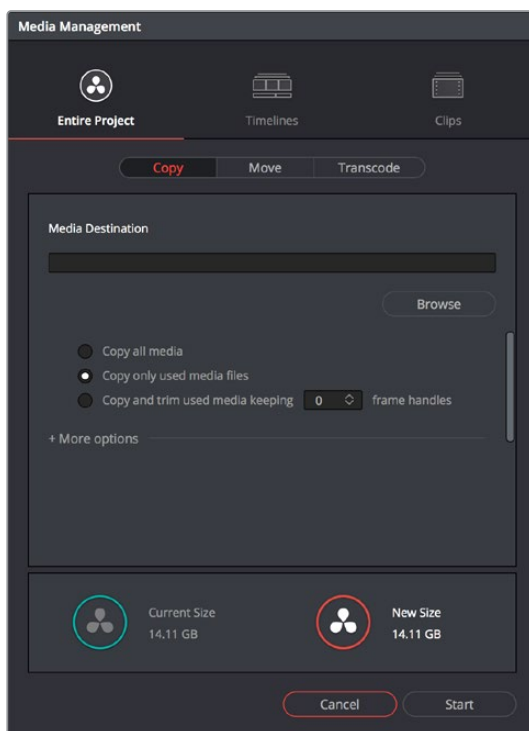 Media Management
Entire Project
Timelines
Clips
Copy
Move
Transcode
Media Destination
Browse
Copy all media
Copy only used media files
Copy and trim used media keeping 0 frame handles
+ More options
Current Size
14.11 GB
New Size
14.11 GB
Cancel
Start